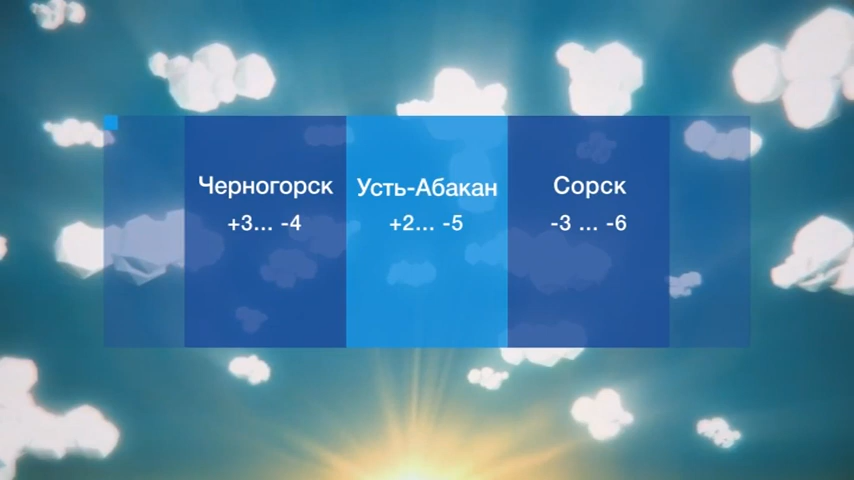 Черногорск
+3... -4
Усть-Абакан
+2... -5
Сорск
-3 ... -6